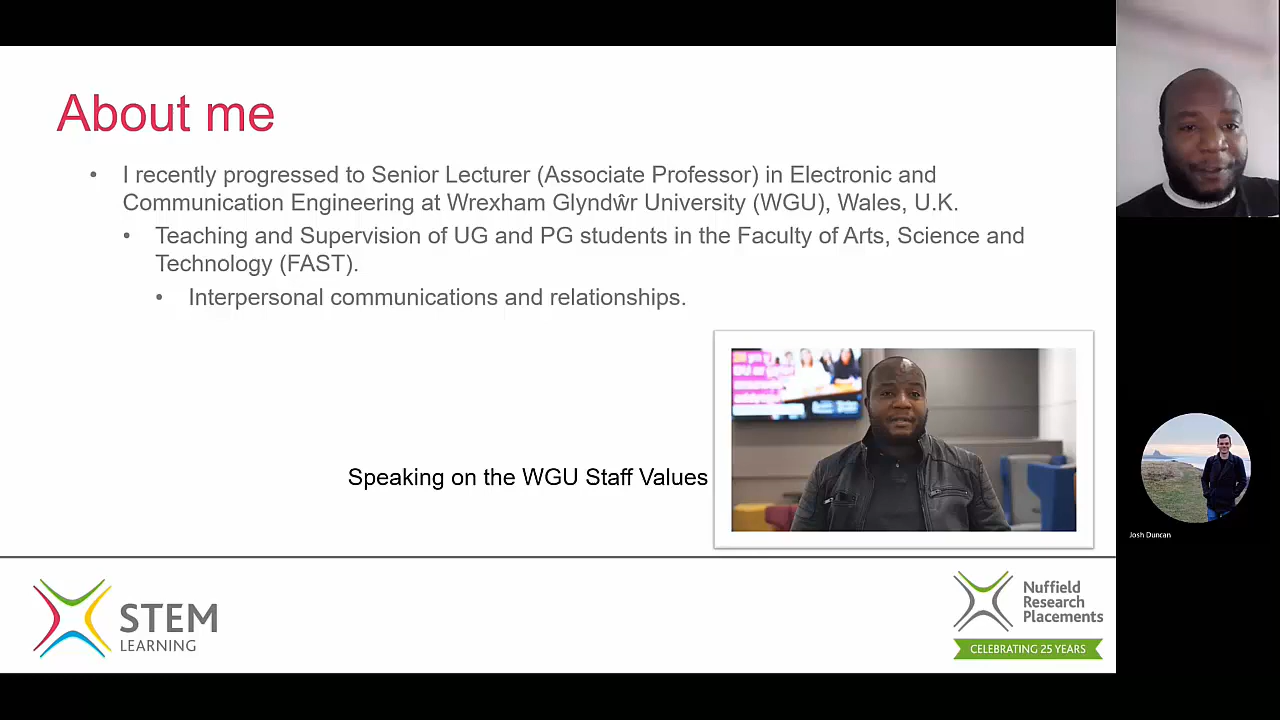 About me
• I recently progressed to Senior Lecturer (Associate Professor) in Electronic and
Communication Engineering at Wrexham Glyndŵr University (WGU), Wales, U.K.
• Teaching and Supervision of UG and PG students in the Faculty of Arts, Science and
Technology (FAST).
• Interpersonal communications and relationships.
Speaking on the WGU Staff Values
STEM
LEARNING
Nuffield
Research
Placements
CELEBRATING 25 YEARS
Josh Duncan